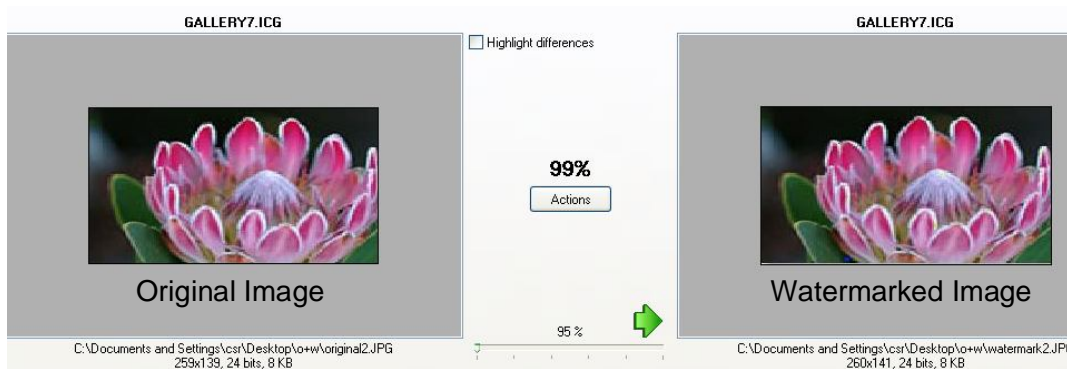 GALLERY7.ICG
Original Image
C:\Documents and Settings\csr\Desktop\o+w\original2.JPG
259x139, 24 bits, 8 KB
Highlight differences
99%
Actions
95 %
GALLERY7.ICG
Watermarked Image
C:\Documents and Settings\csr\Desktop\o+w\watermark2.JP
260x141, 24 bits, 8 KB